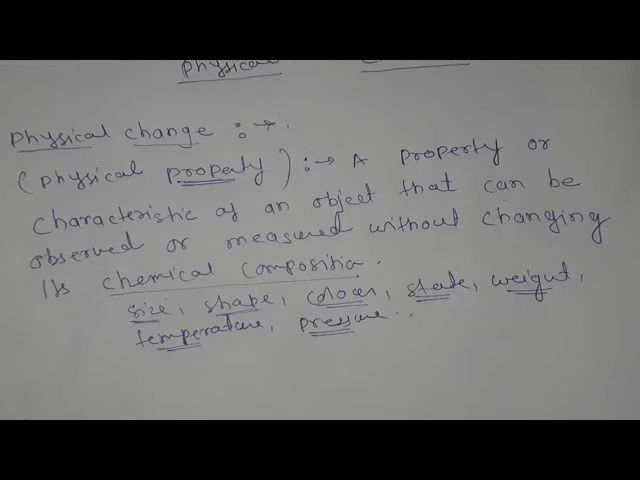 Physical
Physical change :→.
(Physical property) :→ A property or
characteristic of an object that can be
observed or measured without changing
its chemical composition.
size, shape, colour, state, weight,
temperature, pressure..